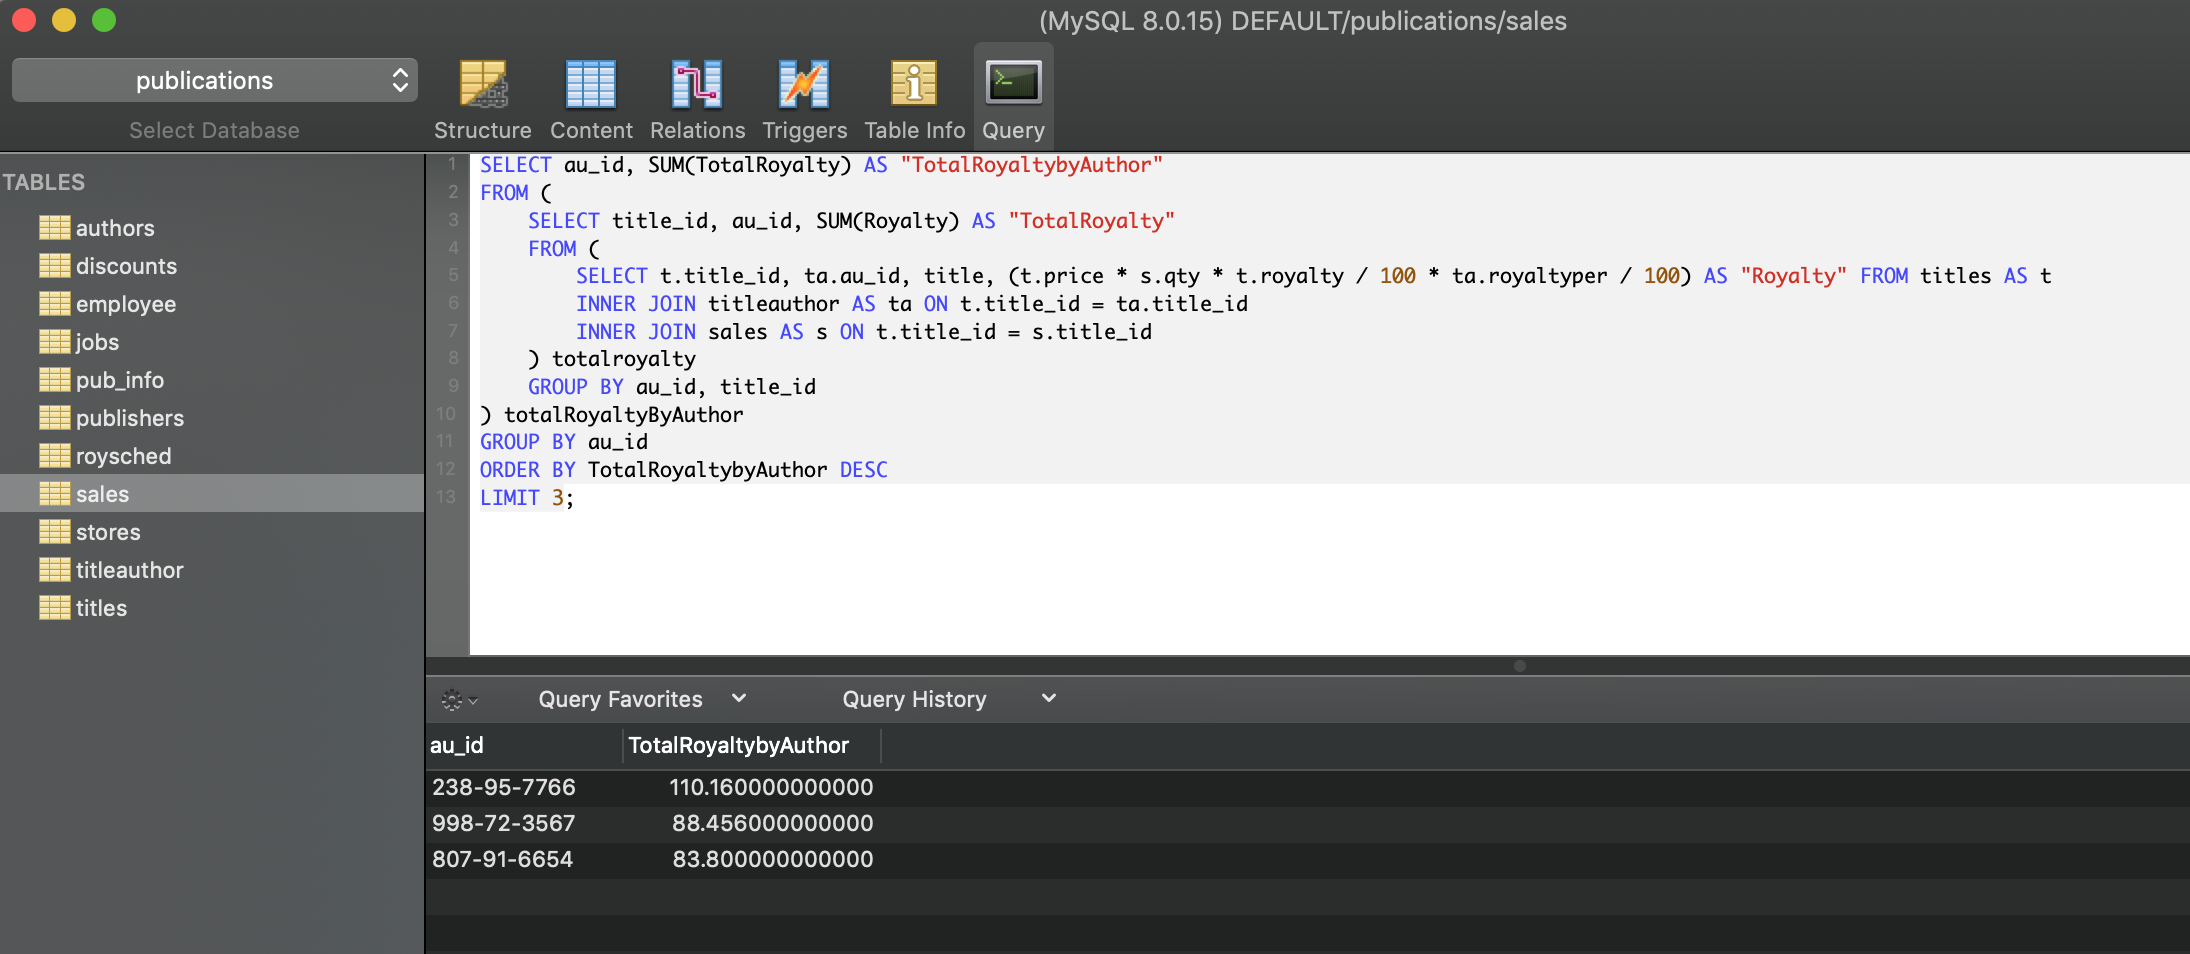 (MySQL 8.0.15) DEFAULT/publications/sales
publications
Select Database
Structure Content Relations Triggers Table Info Query
TABLES
authors
discounts
employee
jobs
pub_info
publishers
roysched
sales
stores
titleauthor
titles
1 SELECT au_id, SUM(TotalRoyalty) AS "TotalRoyaltybyAuthor"
2 FROM (
3 SELECT title_id, au_id, SUM(Royalty) AS "TotalRoyalty"
4 FROM (
5 SELECT t.title_id, ta.au_id, title, (t.price * s.qty * t.royalty / 100 * ta.royaltyper / 100) AS "Royalty" FROM titles AS t
6 INNER JOIN titleauthor AS ta ON t.title_id = ta.title_id
7 INNER JOIN sales AS s ON t.title_id = s.title_id
8 ) totalroyalty
9 GROUP BY au_id, title_id
10 ) totalRoyaltyByAuthor
11 GROUP BY au_id
12 ORDER BY TotalRoyaltybyAuthor DESC
13 LIMIT 3;
Query Favorites Query History
au_id TotalRoyaltybyAuthor
238-95-7766 110.160000000000
998-72-3567 88.456000000000
807-91-6654 83.800000000000